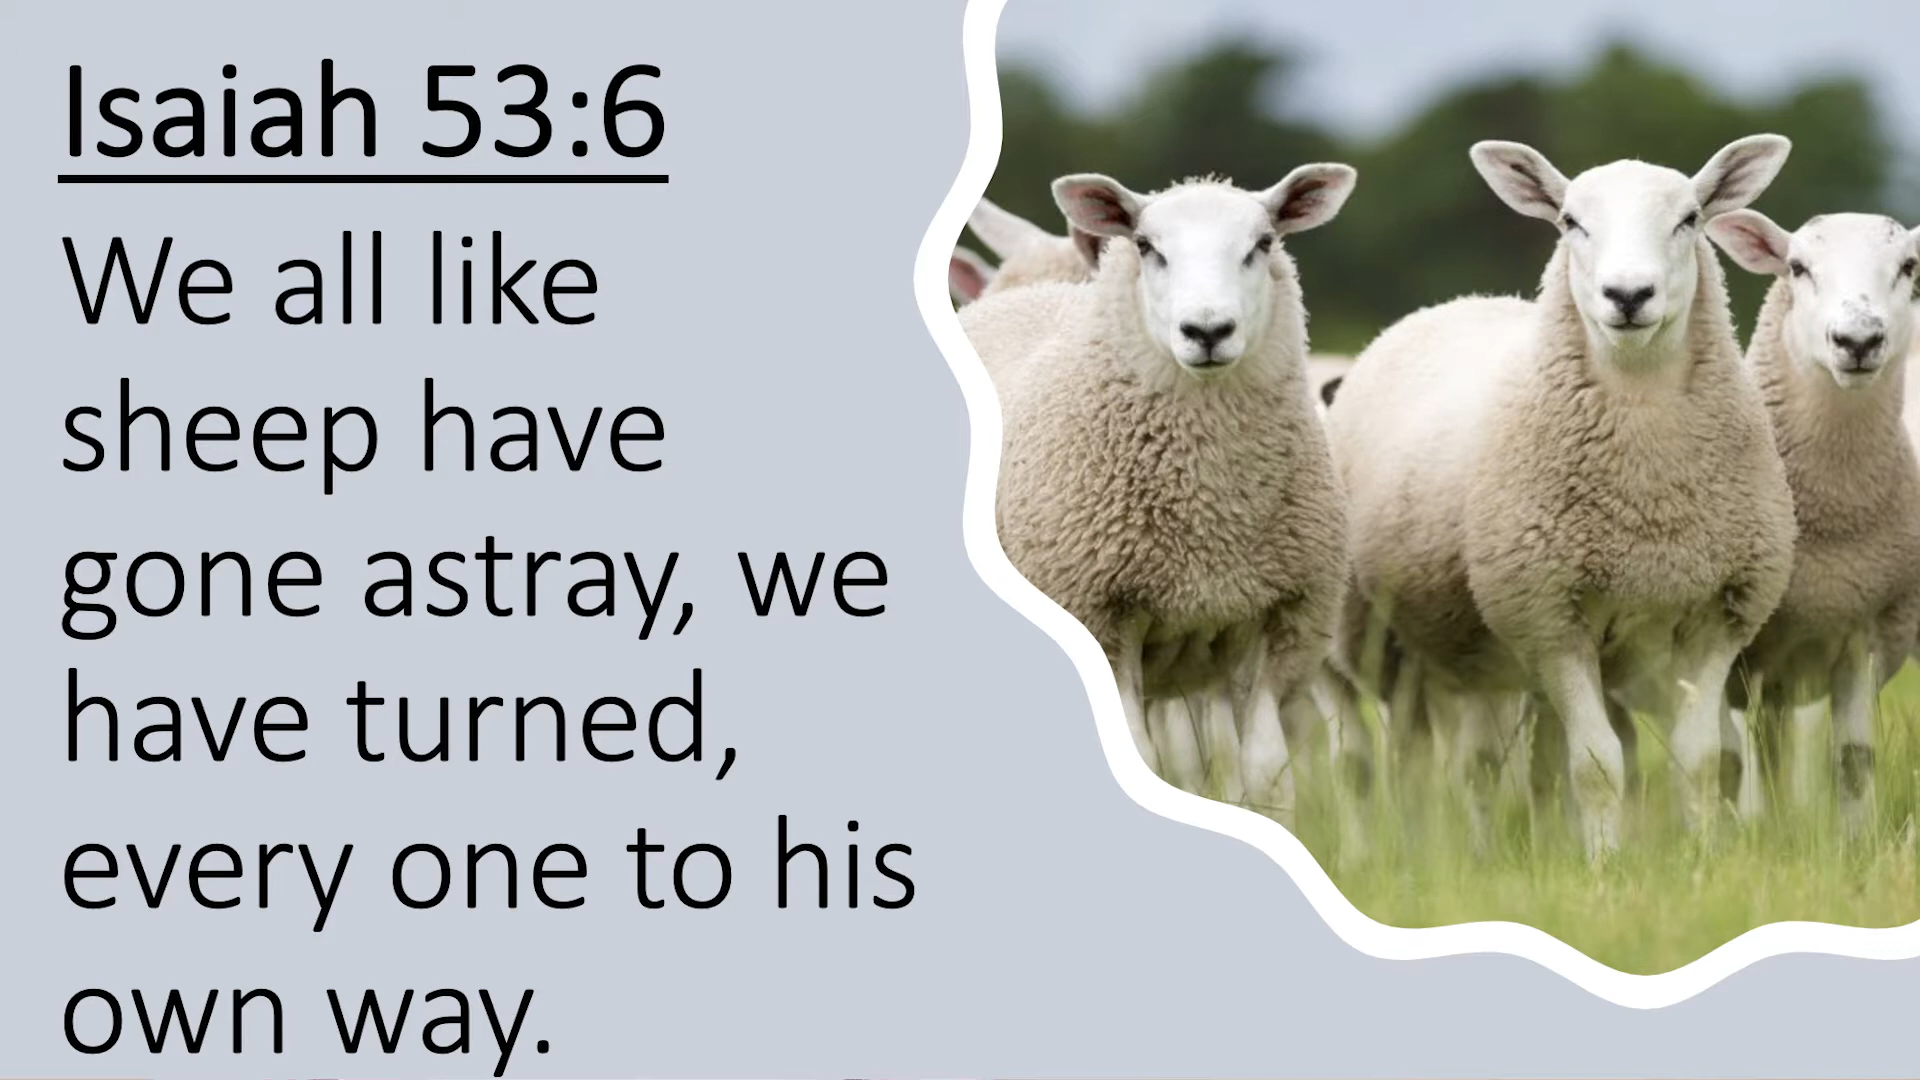 Isaiah 53:6
We all like
sheep have
gone astray, we
have turned,
every one to his
own way.